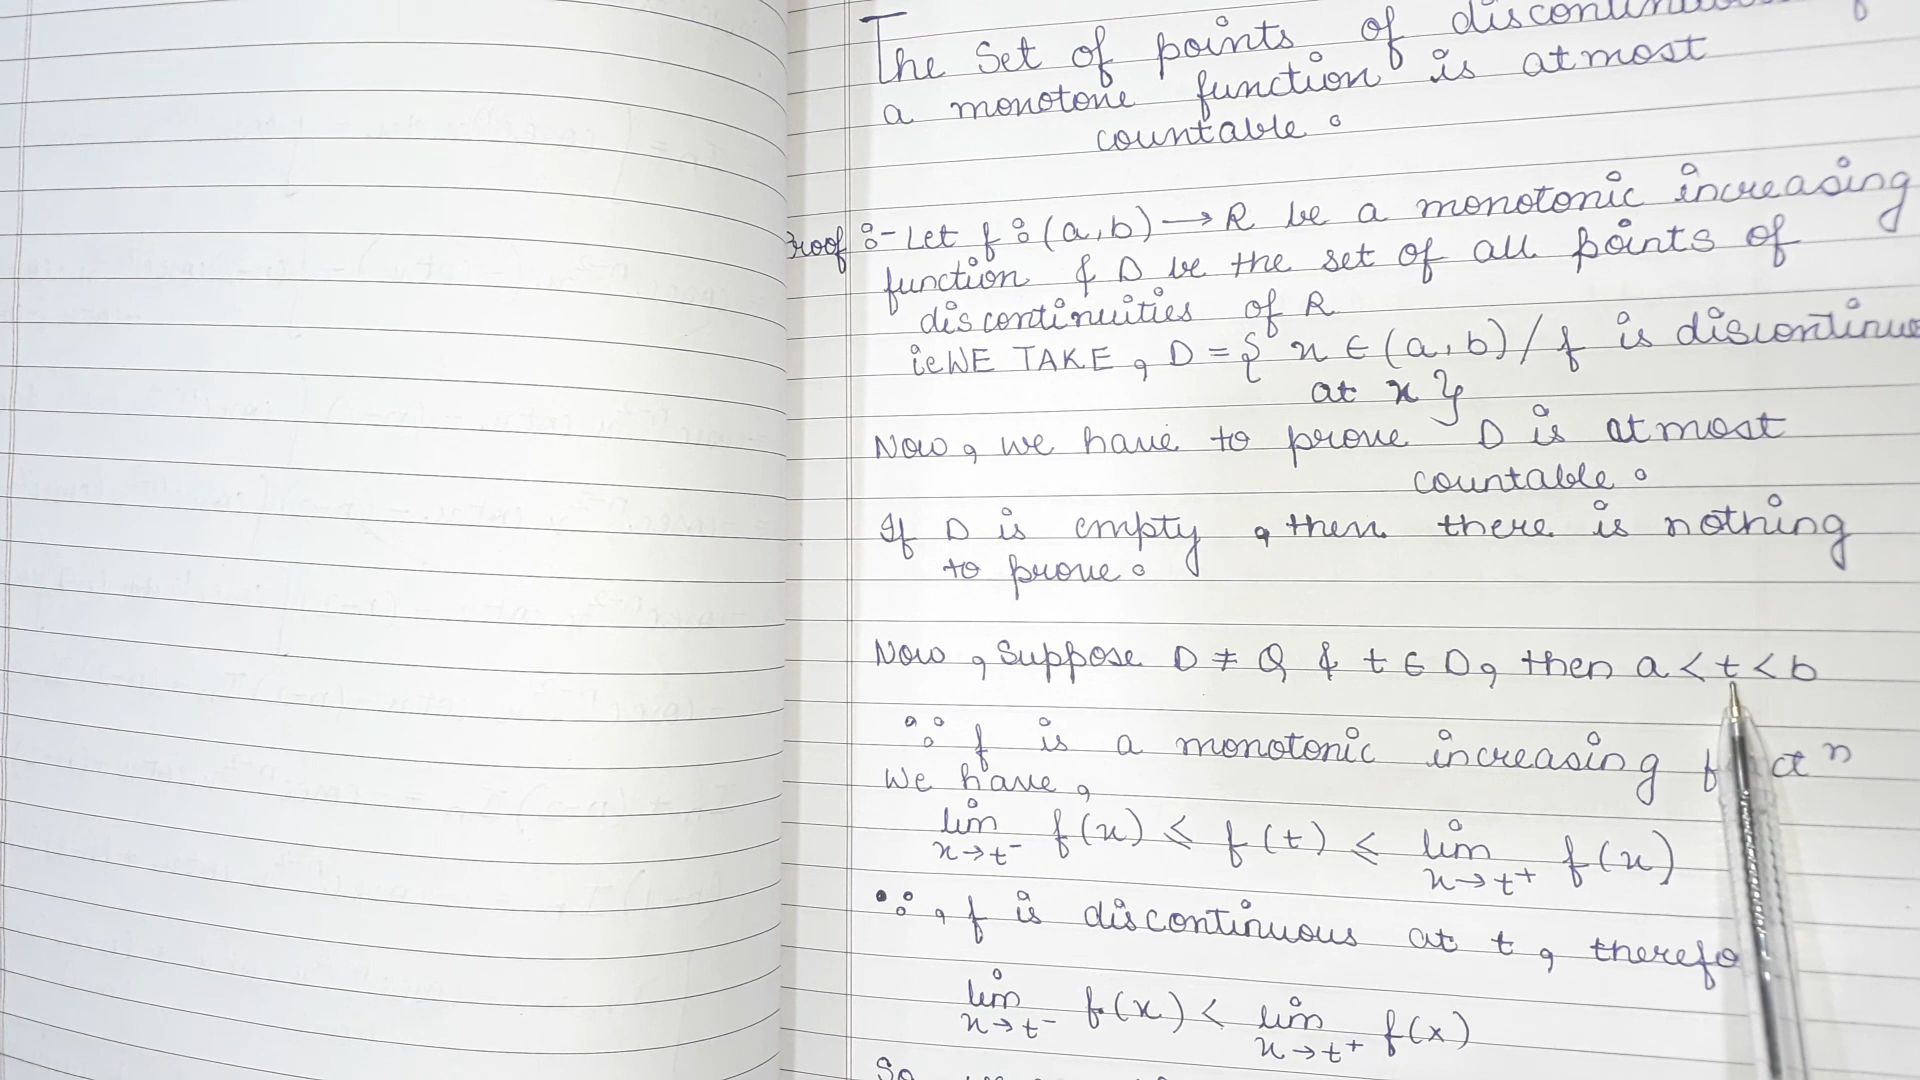 The Set of points of
a monotone function is atmost
countable.
Proof :- Let f : (a, b) → R be a monotonic increasing
function & D be the set of all points of
discontinuities of R
ie WE TAKE, D = { x ∈ (a, b) / f is discontinuo
at x }
Now, we have to prove D is atmost
countable.
If D is empty, then there is nothing
to prove.
Now, Suppose D ≠ Q & t ∈ D, then a < t < b
∵ f is a monotonic increasing
We have,
lim x→t⁻ f(x) ≤ f(t) ≤ lim x→t⁺ f(x)
∵, f is discontinuous at t, therefo
lim x→t⁻ f(x) < lim x→t⁺ f(x)
So